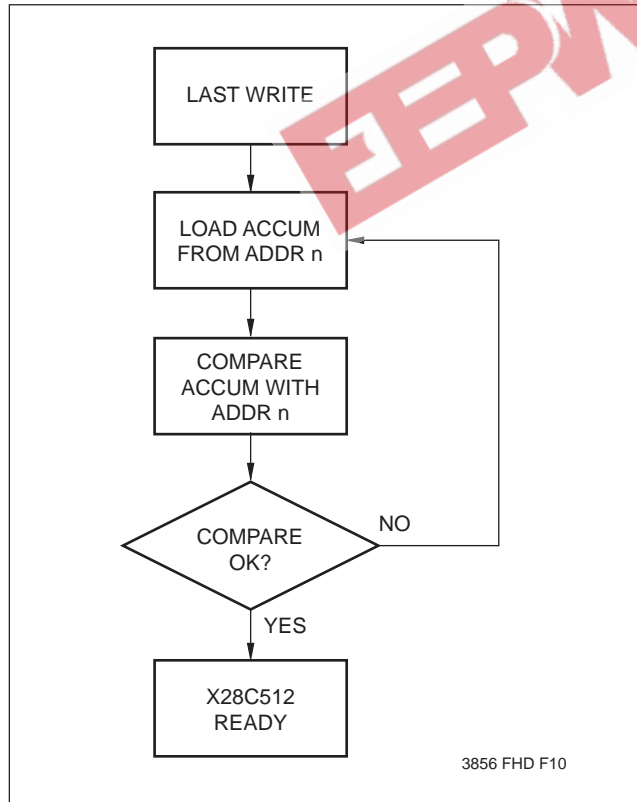 EEPW
LAST WRITE
LOAD ACCUM
FROM ADDR n
COMPARE
ACCUM WITH
ADDR n
COMPARE
OK?
NO
YES
X28C512
READY
3856 FHD F10